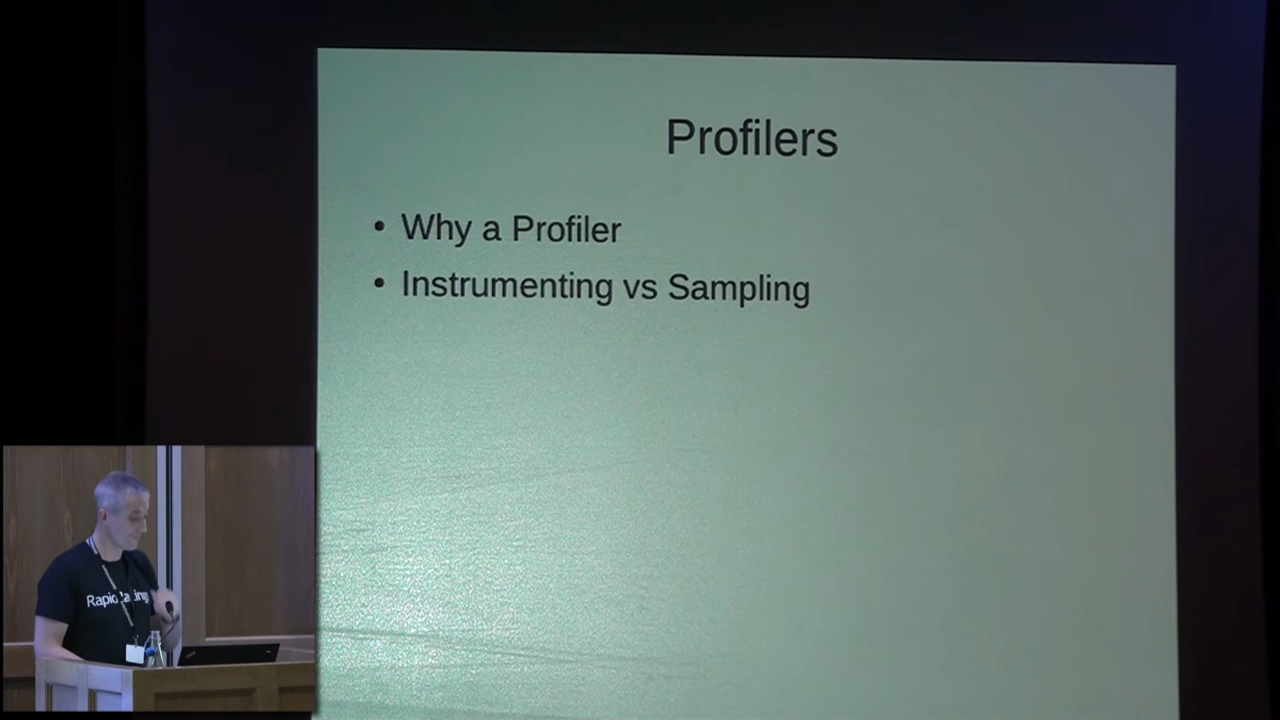 Profilers
• Why a Profiler
• Instrumenting vs Sampling